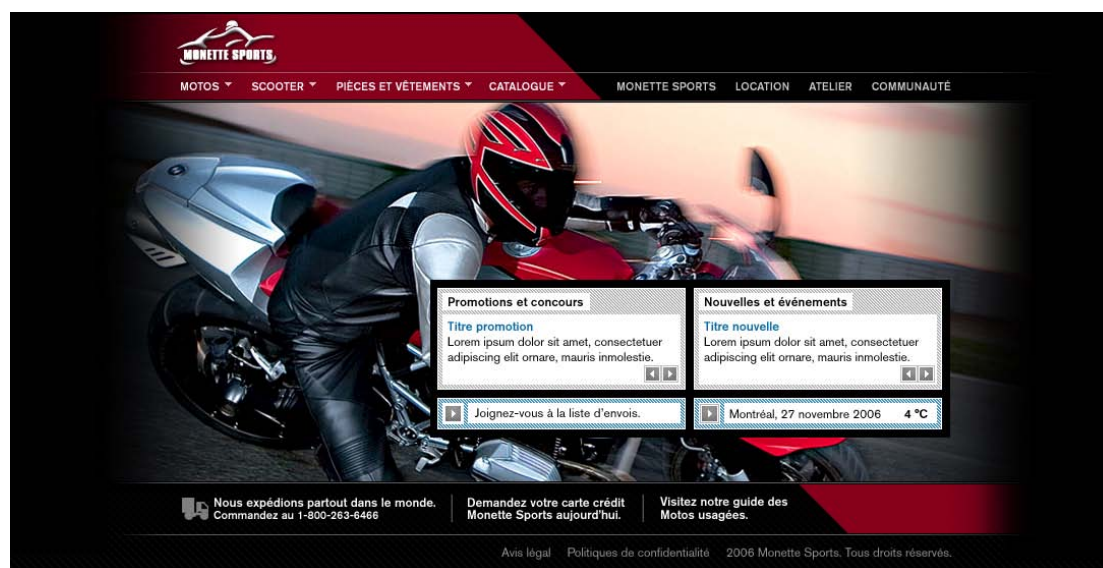 MONETTE SPORTS
MOTOS SCOOTER PIÈCES ET VÊTEMENTS CATALOGUE MONETTE SPORTS LOCATION ATELIER COMMUNAUTÉ
Promotions et concours
Titre promotion
Lorem ipsum dolor sit amet, consectetuer
adipiscing elit ornare, mauris inmolestie.
Nouvelles et événements
Titre nouvelle
Lorem ipsum dolor sit amet, consectetuer
adipiscing elit ornare, mauris inmolestie.
Joignez-vous à la liste d'envois.
Montréal, 27 novembre 2006 4 °C
Nous expédions partout dans le monde.
Commandez au 1-800-263-6466
Demandez votre carte crédit
Monette Sports aujourd'hui.
Visitez notre guide des
Motos usagées.
Avis légal Politiques de confidentialité 2006 Monette Sports. Tous droits réservés.